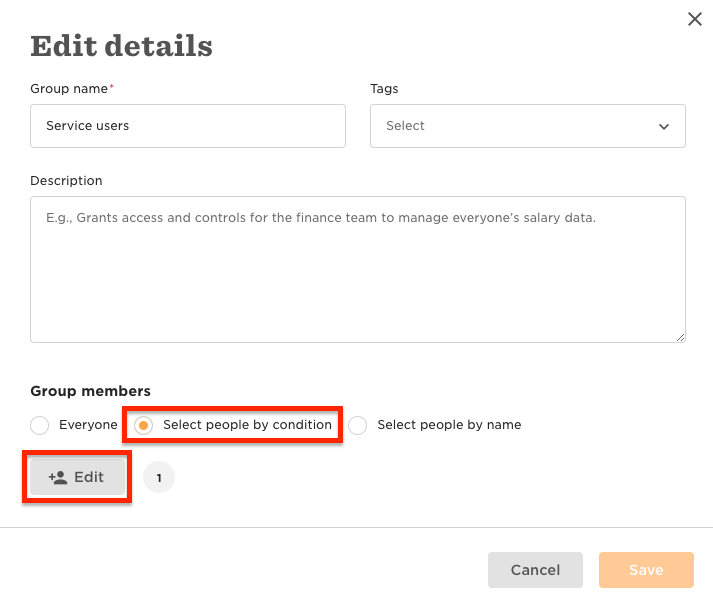 Edit details
Group name*
Tags
Service users
Select
Description
E.g., Grants access and controls for the finance team to manage everyone’s salary data.
Group members
Everyone Select people by condition Select people by name
Edit 1
Cancel Save